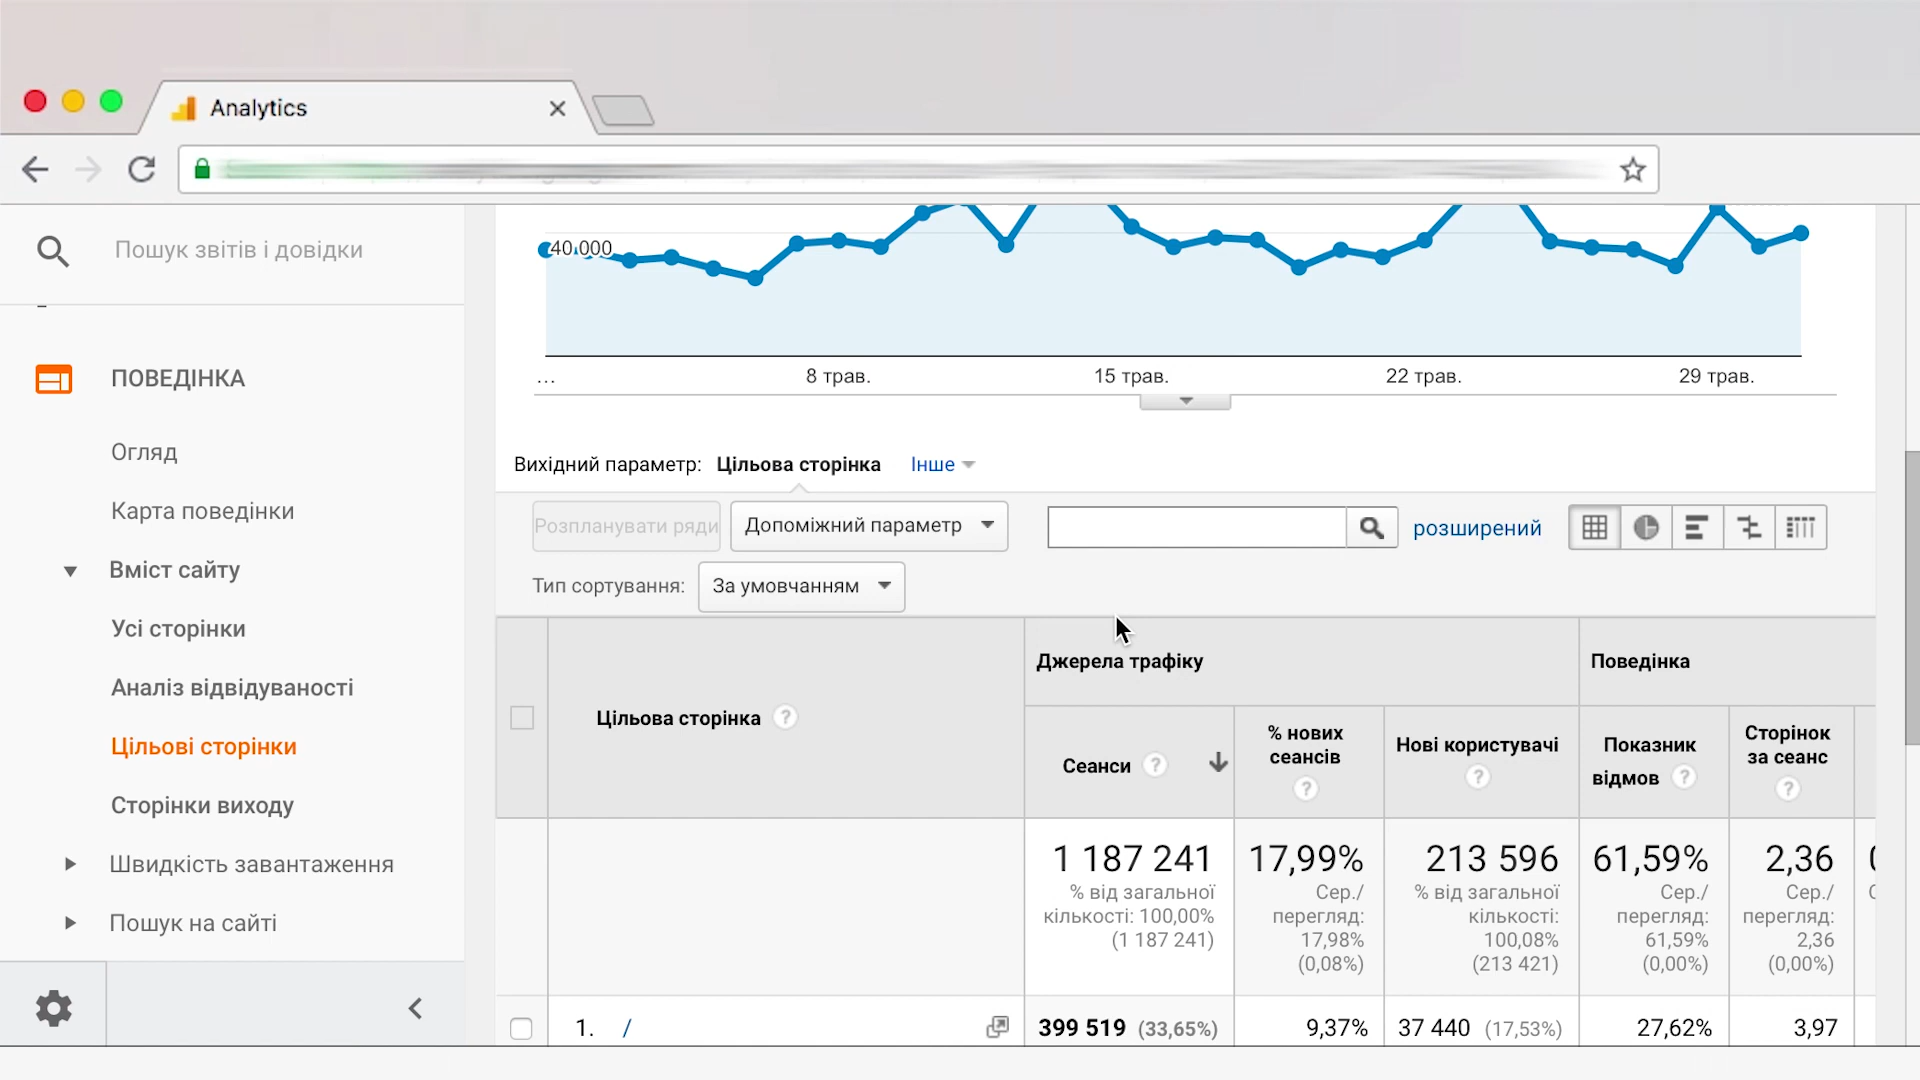 Analytics
Пошук звітів і довідки
ПОВЕДІНКА
Огляд
Карта поведінки
Вміст сайту
Усі сторінки
Аналіз відвідуваності
Цільові сторінки
Сторінки виходу
Швидкість завантаження
Пошук на сайті
40 000
... 8 трав. 15 трав. 22 трав. 29 трав.
Вихідний параметр: Цільова сторінка Інше
Розпланувати ряди Допоміжний параметр розширений
Тип сортування: За умовчанням
Джерела трафіку Поведінка
Цільова сторінка ?
Сеанси ?
% нових
сеансів
?
Нові користувачі
?
Показник
відмов ?
Сторінок
за сеанс
?
1 187 241
% від загальної
кількості: 100,00%
(1 187 241)
17,99%
Сер./
перегляд:
17,98%
(0,08%)
213 596
% від загальної
кількості:
100,08%
(213 421)
61,59%
Сер./
перегляд:
61,59%
(0,00%)
2,36
Сер./
перегляд:
2,36
(0,00%)
1. / 399 519 (33,65%) 9,37% 37 440 (17,53%) 27,62% 3,97